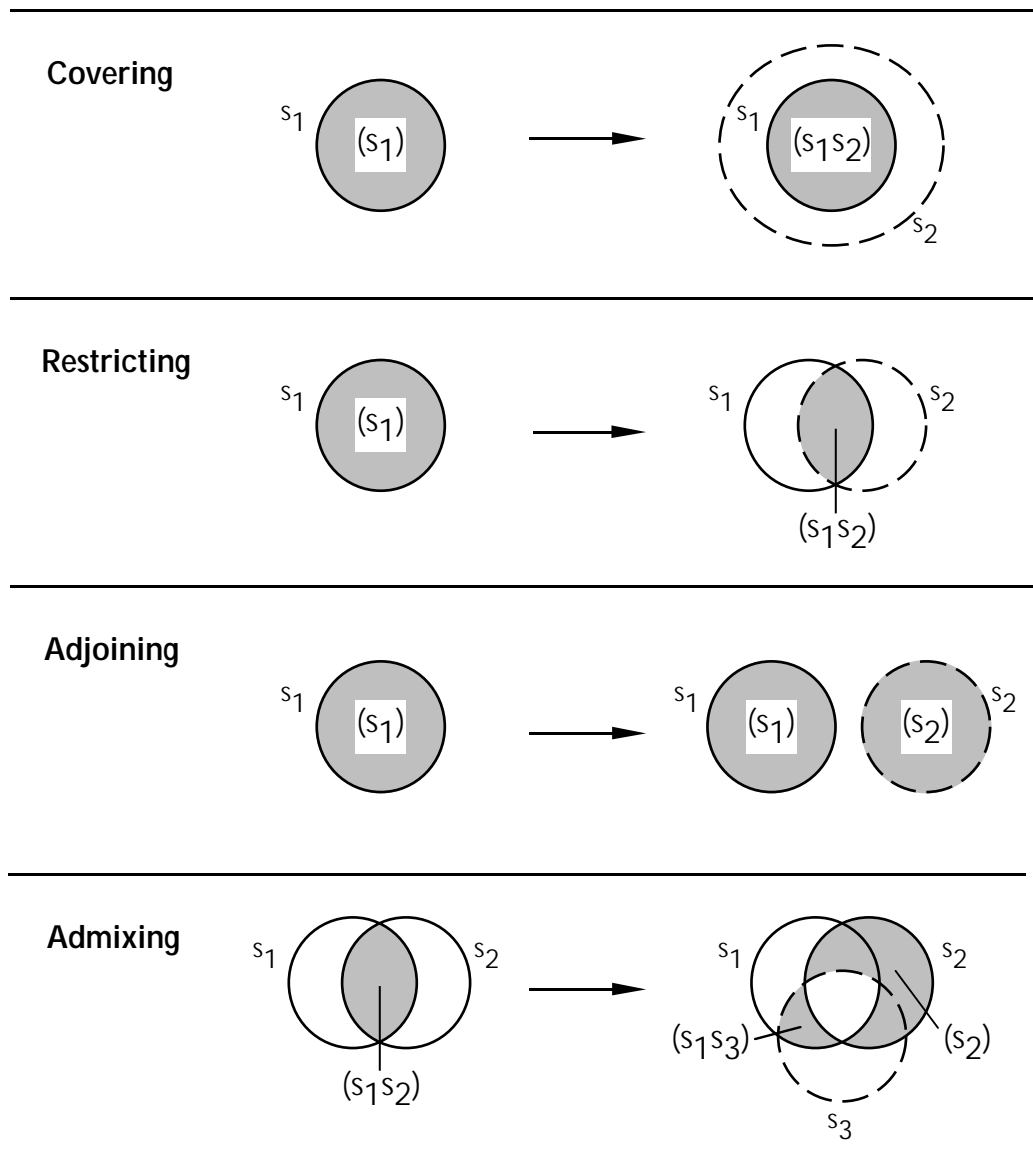 Covering
s1 (s1) s1 (s1s2) s2
Restricting
s1 (s1) s1 s2
(s1s2)
Adjoining
s1 (s1) s1 (s1) (s2) s2
Admixing
s1 s2 s1 s2
(s1s3) (s2)
(s1s2)
s3